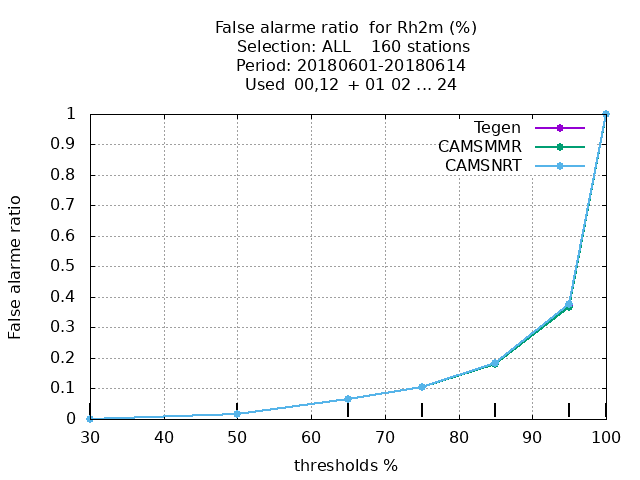 False alarme ratio  for Rh2m (%)
Selection: ALL    160 stations
Period: 20180601-20180614
Used  00,12  + 01 02 ... 24
Tegen
CAMSMMR
CAMSNRT
False alarme ratio
1
0.9
0.8
0.7
0.6
0.5
0.4
0.3
0.2
0.1
0
30 40 50 60 70 80 90 100
thresholds %